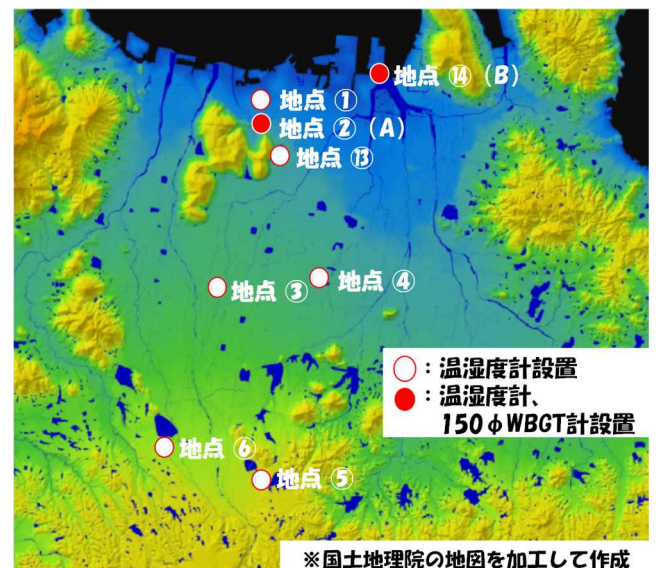 地点 ⑭（B）
地点 ①
地点 ②（A）
地点 ⑬
地点 ③
地点 ④
：温湿度計設置
：温湿度計、
150φWBGT計設置
地点 ⑥
地点 ⑤
※国土地理院の地図を加工して作成